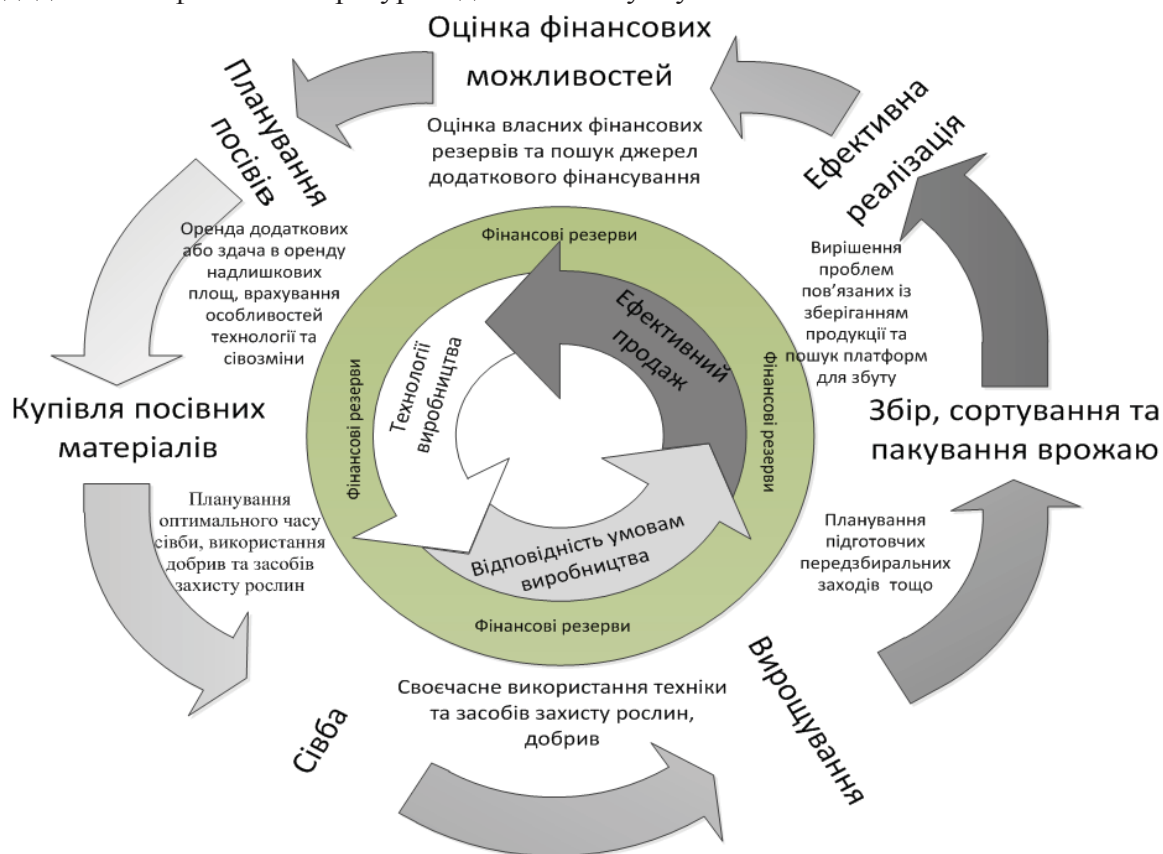 Оцінка фінансових
можливостей
Оцінка власних фінансових
резервів та пошук джерел
додаткового фінансування
Планування
посівів
Оренда додаткових
або здача в оренду
надлишкових
площ, врахування
особливостей
технології та
сівозміни
Купівля посівних
матеріалів
Планування
оптимального часу
сівби, використання
добрив та засобів
захисту рослин
Сівба
Своєчасне використання техніки
та засобів захисту рослин,
добрив
Вирощування
Планування
підготовчих
передзбиральних
заходів тощо
Збір, сортування та
пакування врожаю
Ефективна
реалізація
Вирішення
проблем
пов’язаних із
зберіганням
продукції та
пошук платформ
для збуту
Фінансові резерви
Фінансові резерви
Фінансові резерви
Фінансові резерви
Технології
виробництва
Відповідність умовам
виробництва
Ефективний
продаж